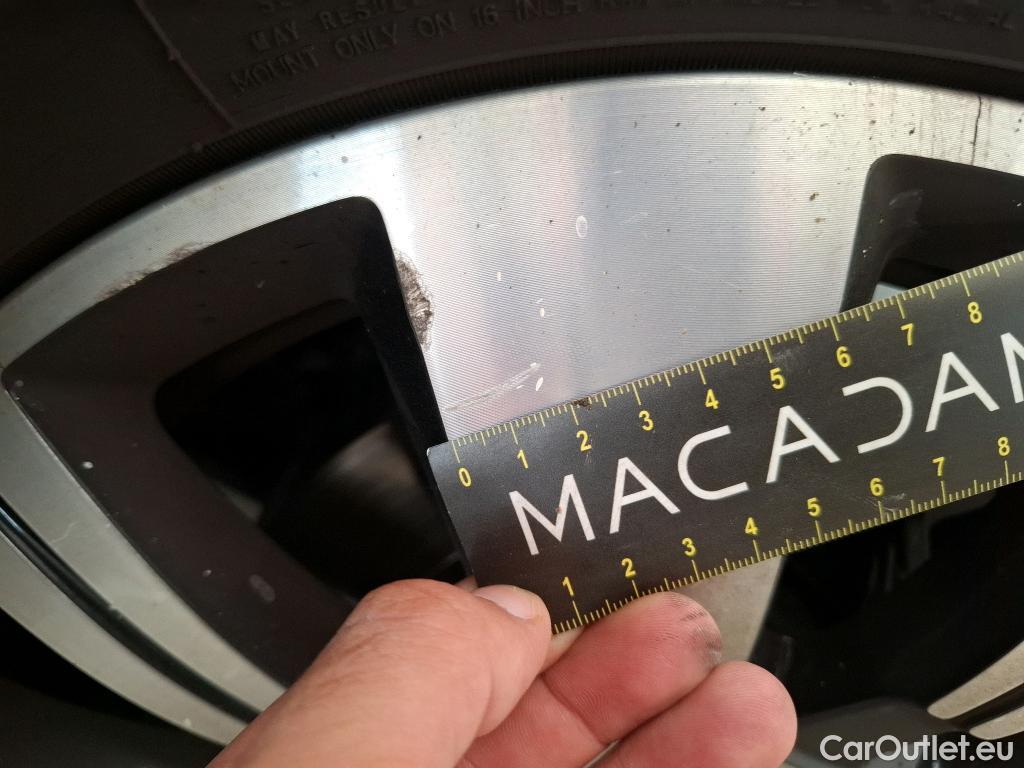 MAY RESULT
MOUNT ONLY ON 16 INCH
0 1 2 3 4 5 6 7 8
MACADAM
1 2 3 4 5 6 7 8
CarOutlet.eu